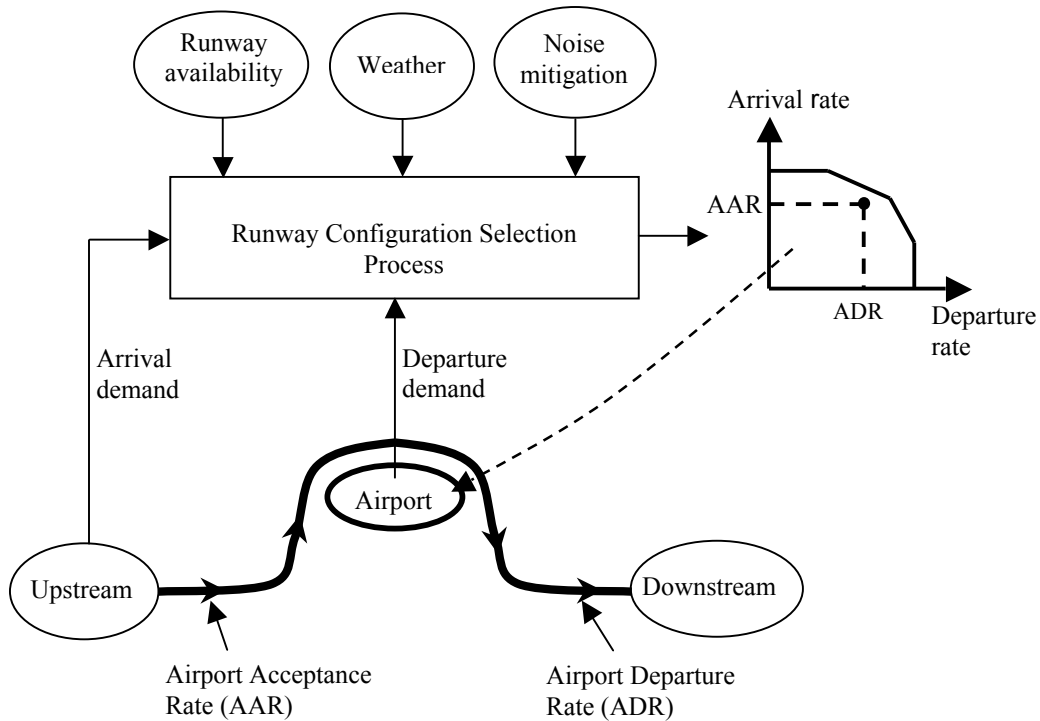 Runway
availability
Weather
Noise
mitigation
Arrival rate
AAR
ADR
Departure
rate
Runway Configuration Selection
Process
Arrival
demand
Departure
demand
Airport
Upstream
Downstream
Airport Acceptance
Rate (AAR)
Airport Departure
Rate (ADR)